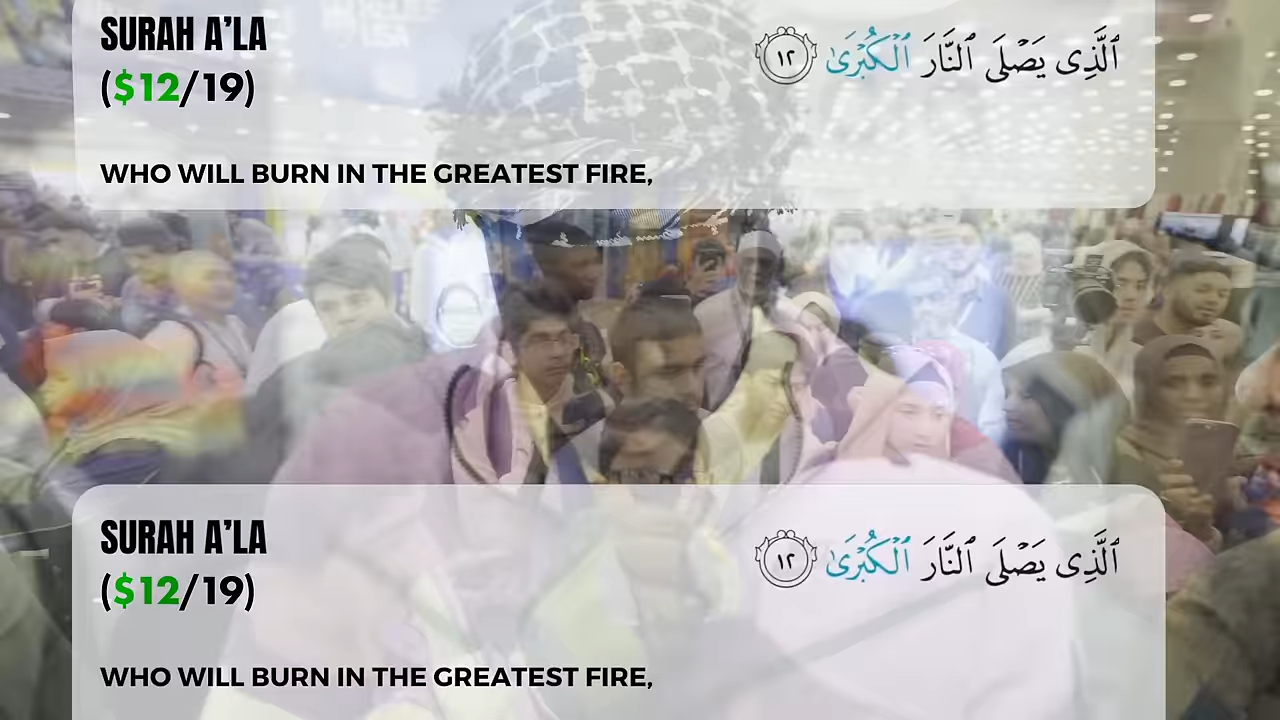 SURAH A'LA
ٱلَّذِى يَصْلَى ٱلنَّارَ ٱلْكُبْرَىٰ ١٢
($12/19)
WHO WILL BURN IN THE GREATEST FIRE,
SURAH A'LA
ٱلَّذِى يَصْلَى ٱلنَّارَ ٱلْكُبْرَىٰ ١٢
($12/19)
WHO WILL BURN IN THE GREATEST FIRE,